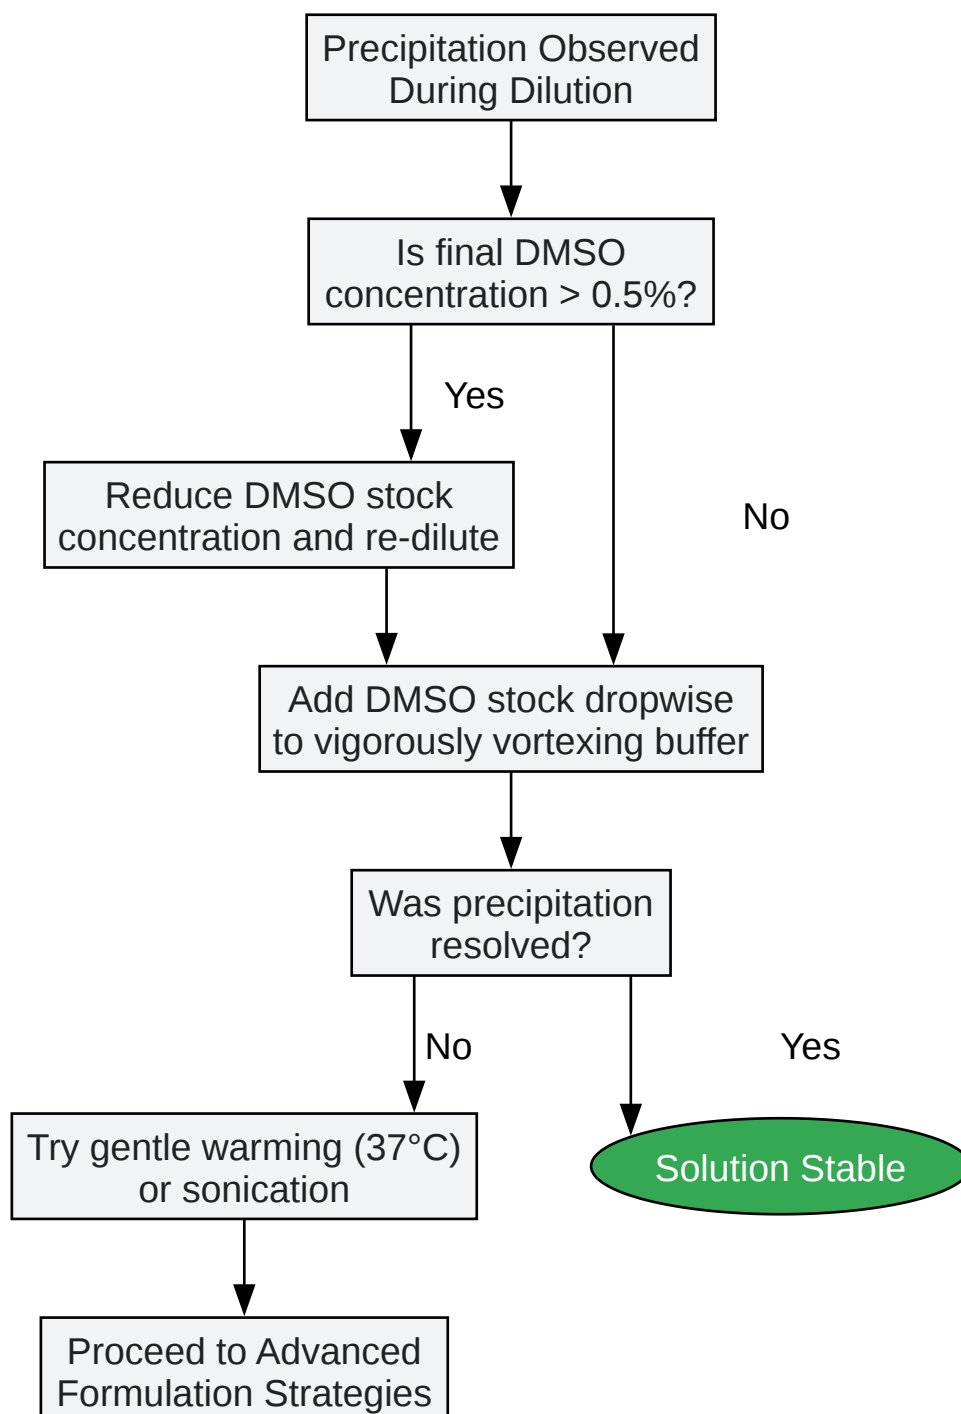 Precipitation Observed
During Dilution
Is final DMSO
concentration > 0.5%?
Yes
Reduce DMSO stock
concentration and re-dilute
No
Add DMSO stock dropwise
to vigorously vortexing buffer
Was precipitation
resolved?
No
Yes
Try gentle warming (37°C)
or sonication
Solution Stable
Proceed to Advanced
Formulation Strategies